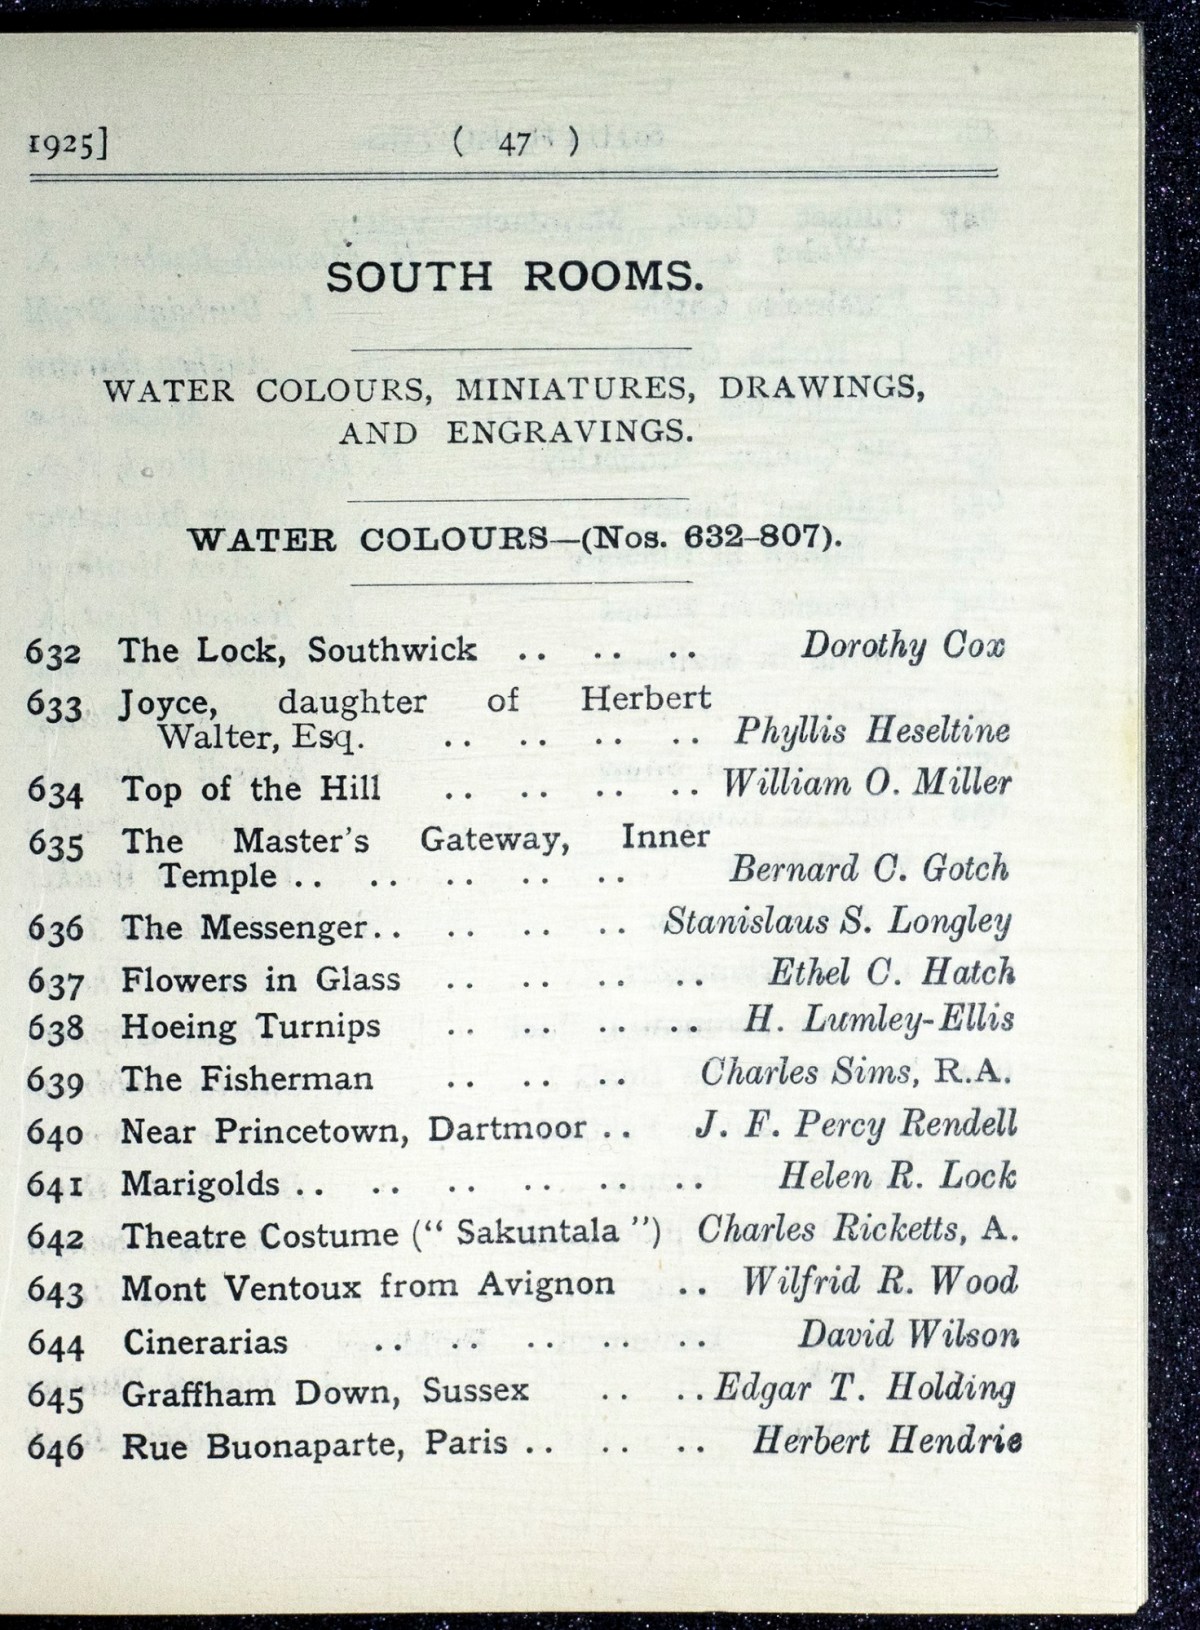 1925] ( 47 )
SOUTH ROOMS.
WATER COLOURS, MINIATURES, DRAWINGS,
AND ENGRAVINGS.
WATER COLOURS—(Nos. 632-807).
632 The Lock, Southwick .. .. .. Dorothy Cox
633 Joyce, daughter of Herbert
Walter, Esq. .. .. .. .. Phyllis Heseltine
634 Top of the Hill .. .. .. .. William O. Miller
635 The Master's Gateway, Inner
Temple .. .. .. .. .. Bernard C. Gotch
636 The Messenger .. .. .. .. Stanislaus S. Longley
637 Flowers in Glass .. .. .. .. Ethel C. Hatch
638 Hoeing Turnips .. .. .. .. H. Lumley-Ellis
639 The Fisherman .. .. .. Charles Sims, R.A.
640 Near Princetown, Dartmoor .. J. F. Percy Rendell
641 Marigolds .. .. .. .. .. .. Helen R. Lock
642 Theatre Costume (“ Sakuntala ”) Charles Ricketts, A.
643 Mont Ventoux from Avignon .. Wilfrid R. Wood
644 Cinerarias .. .. .. .. .. David Wilson
645 Graffham Down, Sussex .. .. Edgar T. Holding
646 Rue Buonaparte, Paris .. .. .. Herbert Hendrie